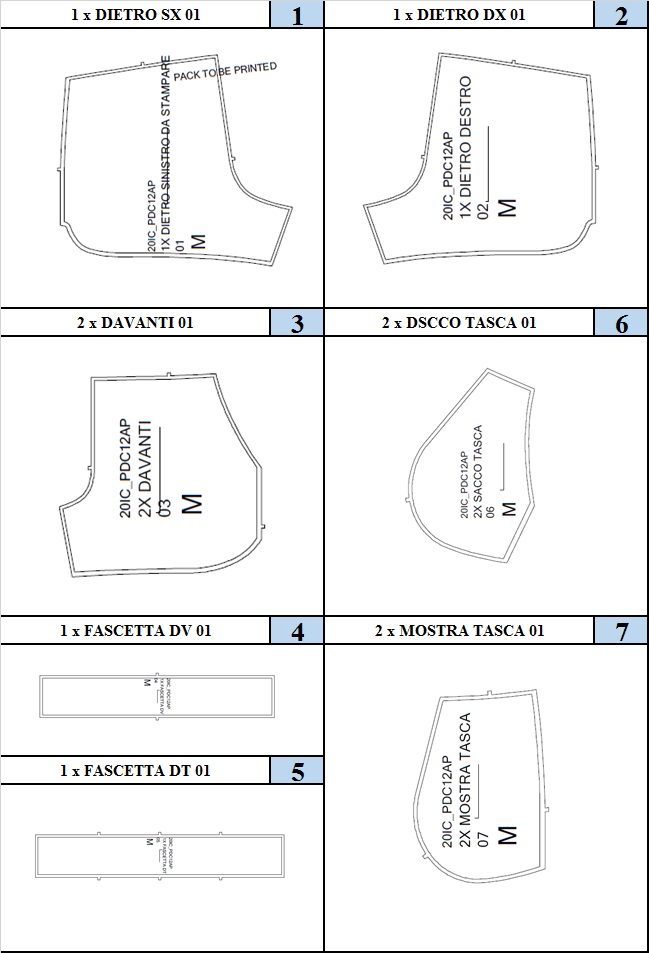 1 x DIETRO SX 01
1
1 x DIETRO DX 01
2
PACK TO BE PRINTED
20IC_PDC12AP
1X DIETRO SINISTRO DA STAMPARE
01
M
20IC_PDC12AP
1X DIETRO DESTRO
02
M
2 x DAVANTI 01
3
2 x DSCCO TASCA 01
6
20IC_PDC12AP
2X DAVANTI
03
M
20IC_PDC12AP
2X SACCO TASCA
06
M
1 x FASCETTA DV 01
4
2 x MOSTRA TASCA 01
7
20IC_PDC12AP
1X FASCETTA DV
04
M
1 x FASCETTA DT 01
5
20IC_PDC12AP
1X FASCETTA DT
05
M
20IC_PDC12AP
2X MOSTRA TASCA
07
M